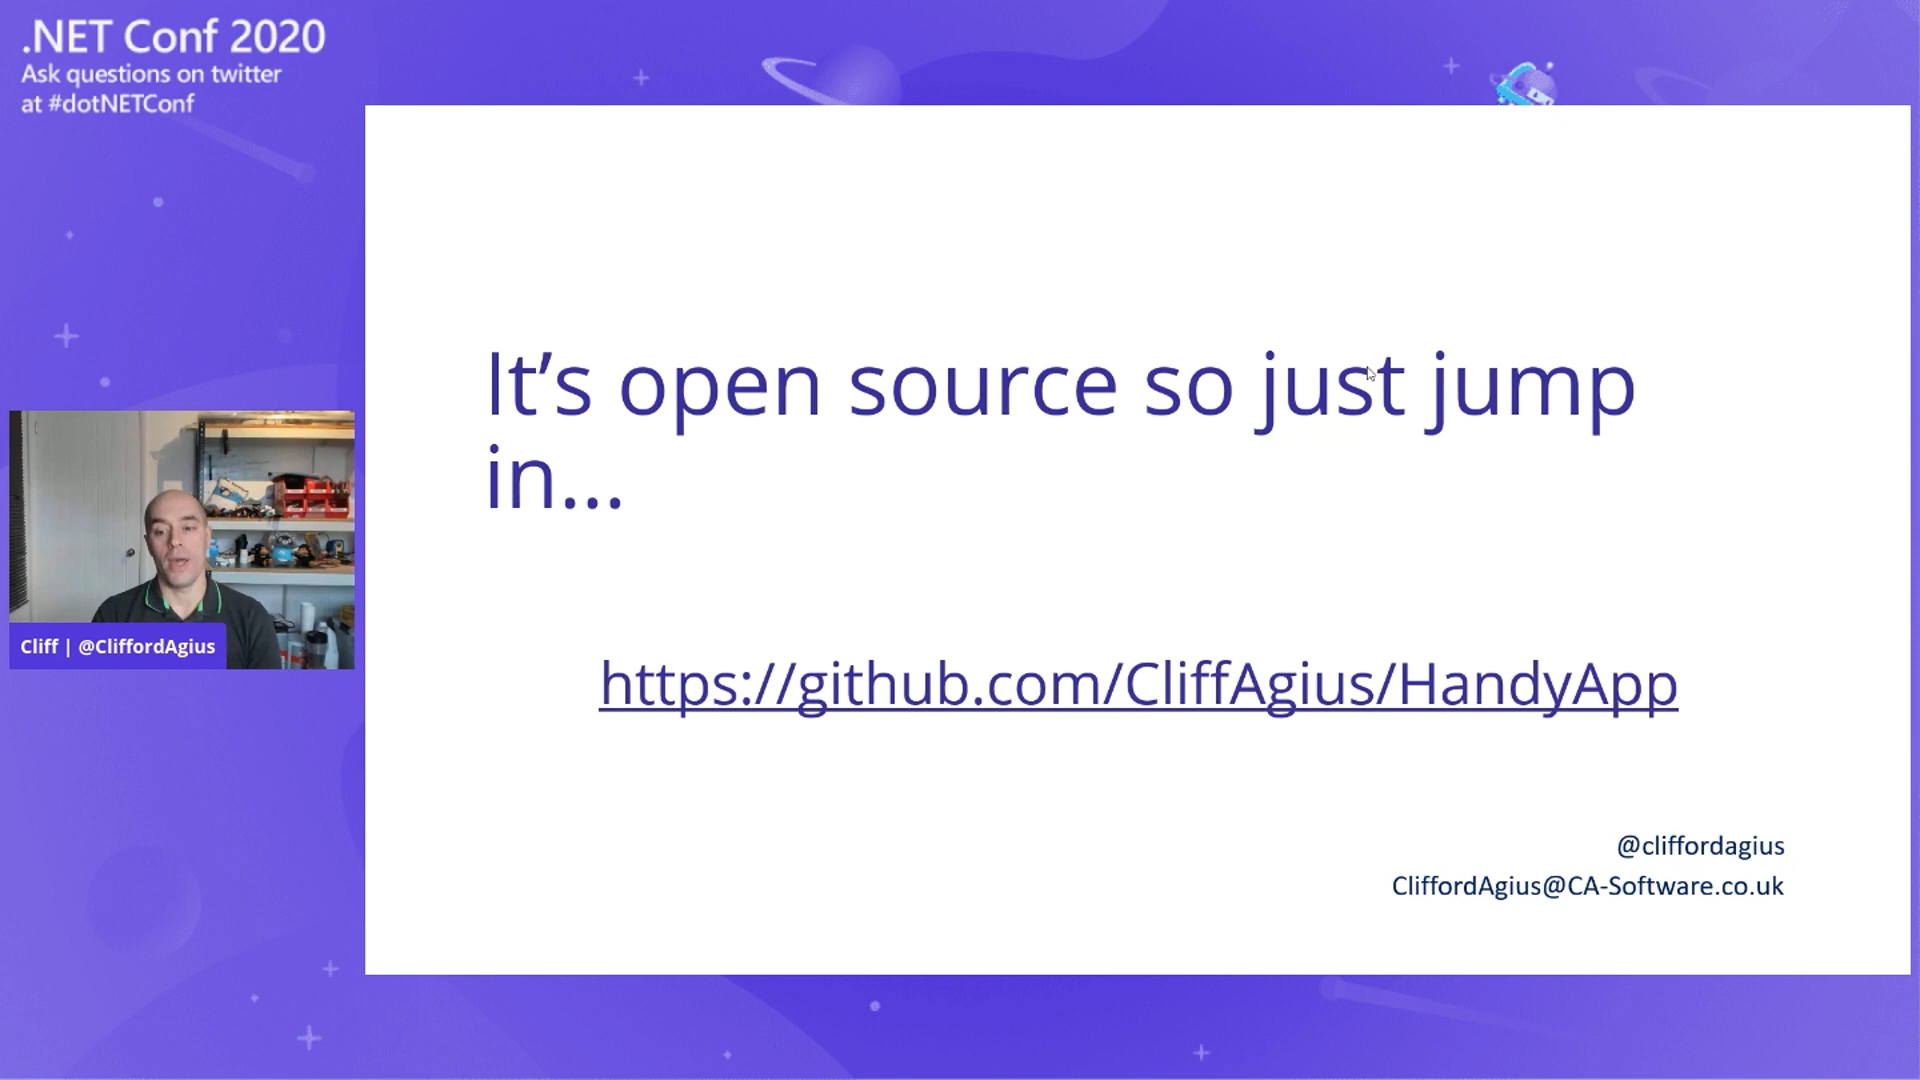 .NET Conf 2020
Ask questions on twitter
at #dotNETConf
It’s open source so just jump
in…
Cliff | @CliffordAgius
https://github.com/CliffAgius/HandyApp
@cliffordagius
CliffordAgius@CA-Software.co.uk